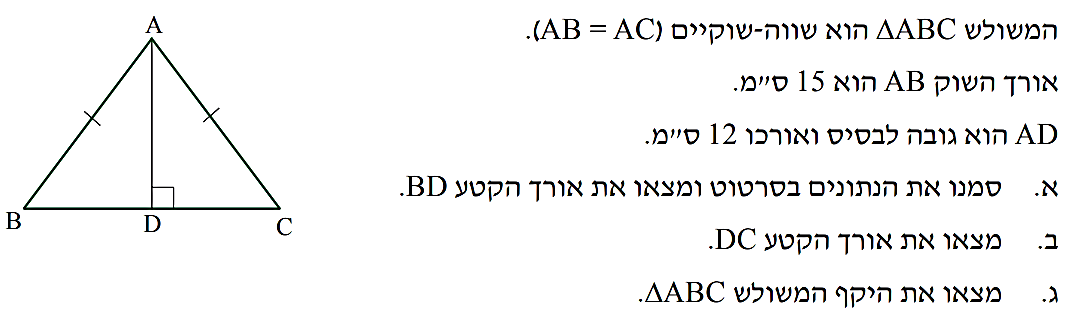 המשולש ΔABC הוא שווה-שוקיים (AB = AC).
אורך השוק AB הוא 15 ס״מ.
AD הוא גובה לבסיס ואורכו 12 ס״מ.
א. סמנו את הנתונים בסרטוט ומצאו את אורך הקטע BD.
ב. מצאו את אורך הקטע DC.
ג. מצאו את היקף המשולש ΔABC.
A
B
D
C